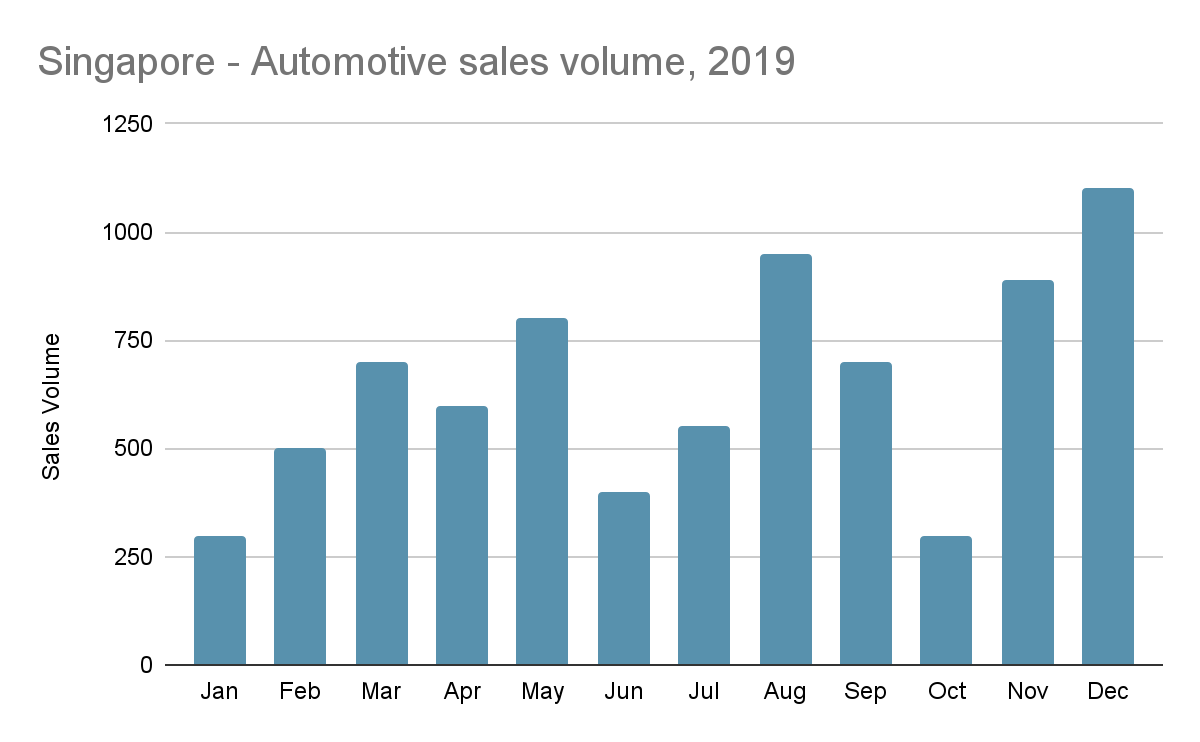 Singapore - Automotive sales volume, 2019
1250
1000
750
500
250
0
Sales Volume
Jan Feb Mar Apr May Jun Jul Aug Sep Oct Nov Dec